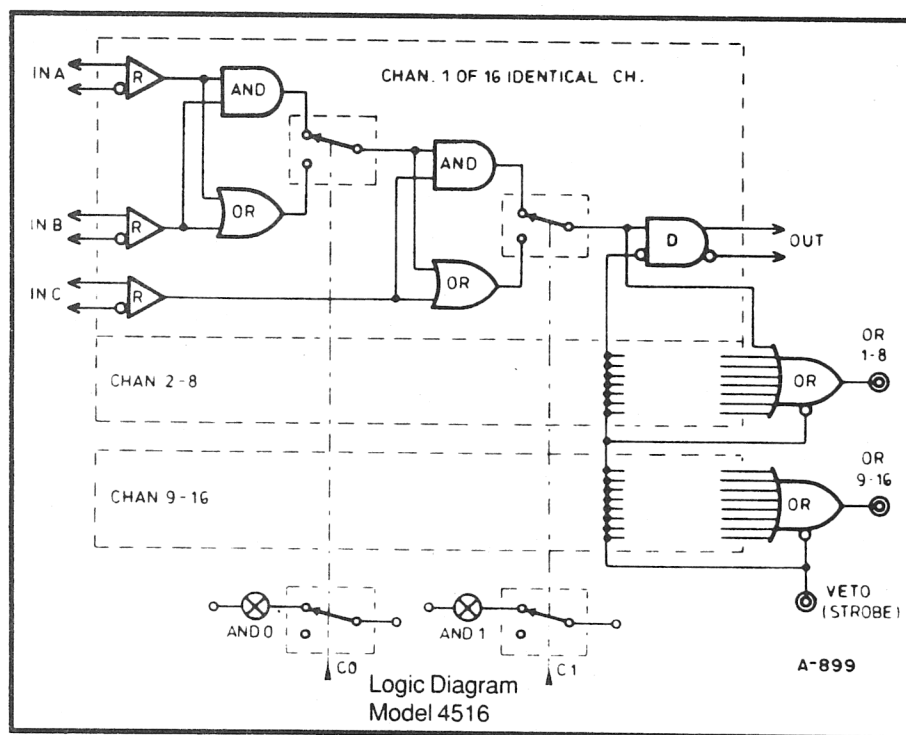 IN A
R
AND
CHAN. 1 OF 16 IDENTICAL CH.
AND
OR
IN B
R
D
OUT
IN C
R
OR
OR
1-8
CHAN 2-8
OR
OR
9-16
CHAN 9-16
OR
VETO
(STROBE)
AND 0
AND 1
C0
C1
A-899
Logic Diagram
Model 4516